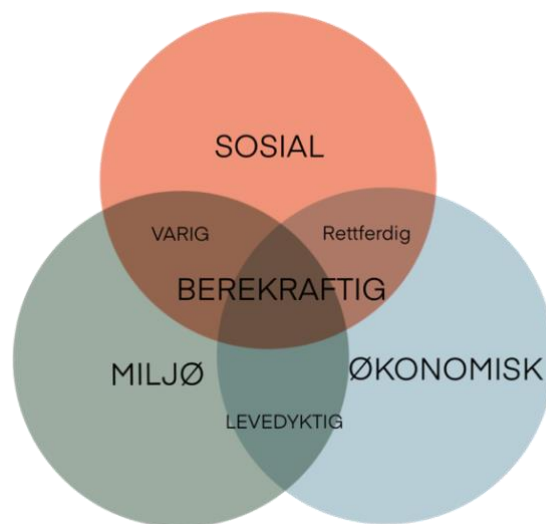 SOSIAL
VARIG
Rettferdig
BEREKRAFTIG
MILJØ
ØKONOMISK
LEVEDYKTIG